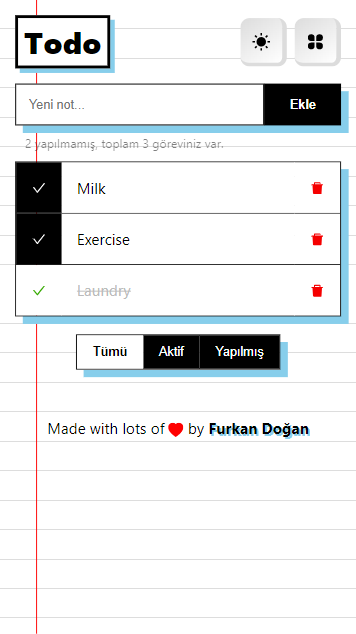 Todo
Yeni not...
Ekle
2 yapılmamış, toplam 3 göreviniz var.
Milk
Exercise
Laundry
Tümü Aktif Yapılmış
Made with lots of by Furkan Doğan